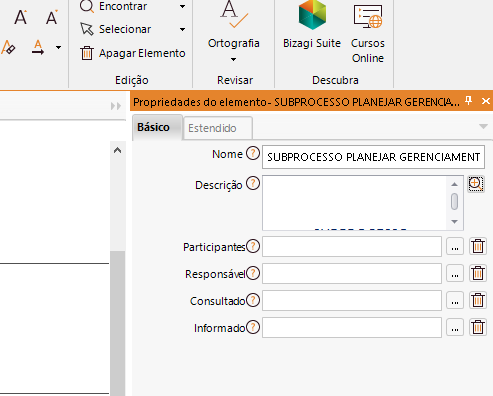 A A
Encontrar
Selecionar
Apagar Elemento
Ortografia
Bizagi Suite
Cursos
Online
Edição
Revisar
Descubra
Propriedades do elemento- SUBPROCESSO PLANEJAR GERENCIA...
Básico
Estendido
Nome ? SUBPROCESSO PLANEJAR GERENCIAMENT
Descrição ?
Participantes ? ...
Responsável ? ...
Consultado ? ...
Informado ? ...